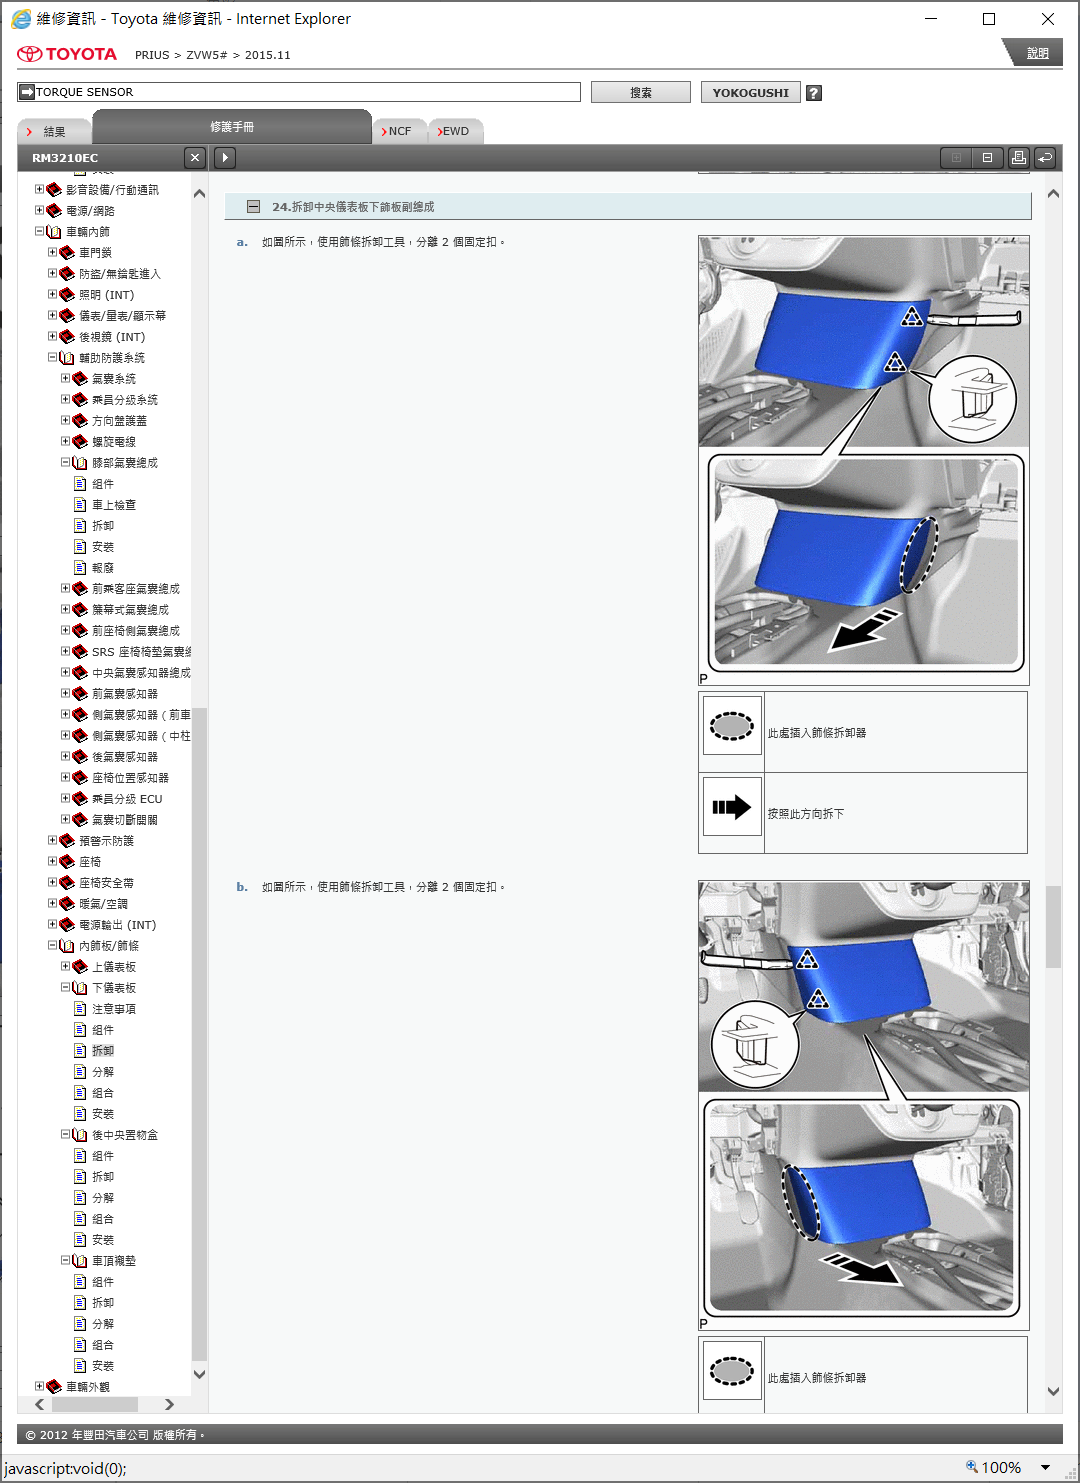 維修資訊 - Toyota 維修資訊 - Internet Explorer
TOYOTA
PRIUS > ZVW5# > 2015.11
說明
TORQUE SENSOR
搜索
YOKOGUSHI
?
結果
修護手冊
NCF
EWD
RM3210EC
影音設備/行動通訊
電源/網路
車輛內飾
車門鎖
防盜/無鑰匙進入
照明 (INT)
儀表/量表/顯示幕
後視鏡 (INT)
輔助防護系統
氣囊系統
乘員分級系統
方向盤護蓋
螺旋電線
膝部氣囊總成
組件
車上檢查
拆卸
安裝
報廢
前乘客座氣囊總成
簾幕式氣囊總成
前座椅側氣囊總成
SRS 座椅椅墊氣囊總
中央氣囊感知器總成
前氣囊感知器
側氣囊感知器 ( 前車
側氣囊感知器 ( 中柱
後氣囊感知器
座椅位置感知器
乘員分級 ECU
氣囊切斷開關
預警示防護
座椅
座椅安全帶
暖氣/空調
電源輸出 (INT)
內飾板/飾條
上儀表板
下儀表板
注意事項
組件
拆卸
分解
組合
安裝
後中央置物盒
組件
拆卸
分解
組合
安裝
車頂襯墊
組件
拆卸
分解
組合
安裝
車輛外觀
24.拆卸中央儀表板下飾板副總成
a. 如圖所示，使用飾條拆卸工具，分離 2 個固定扣。
P
此處插入飾條拆卸器
按照此方向拆下
b. 如圖所示，使用飾條拆卸工具，分離 2 個固定扣。
P
此處插入飾條拆卸器
© 2012 年豐田汽車公司 版權所有。
javascript:void(0);
100%